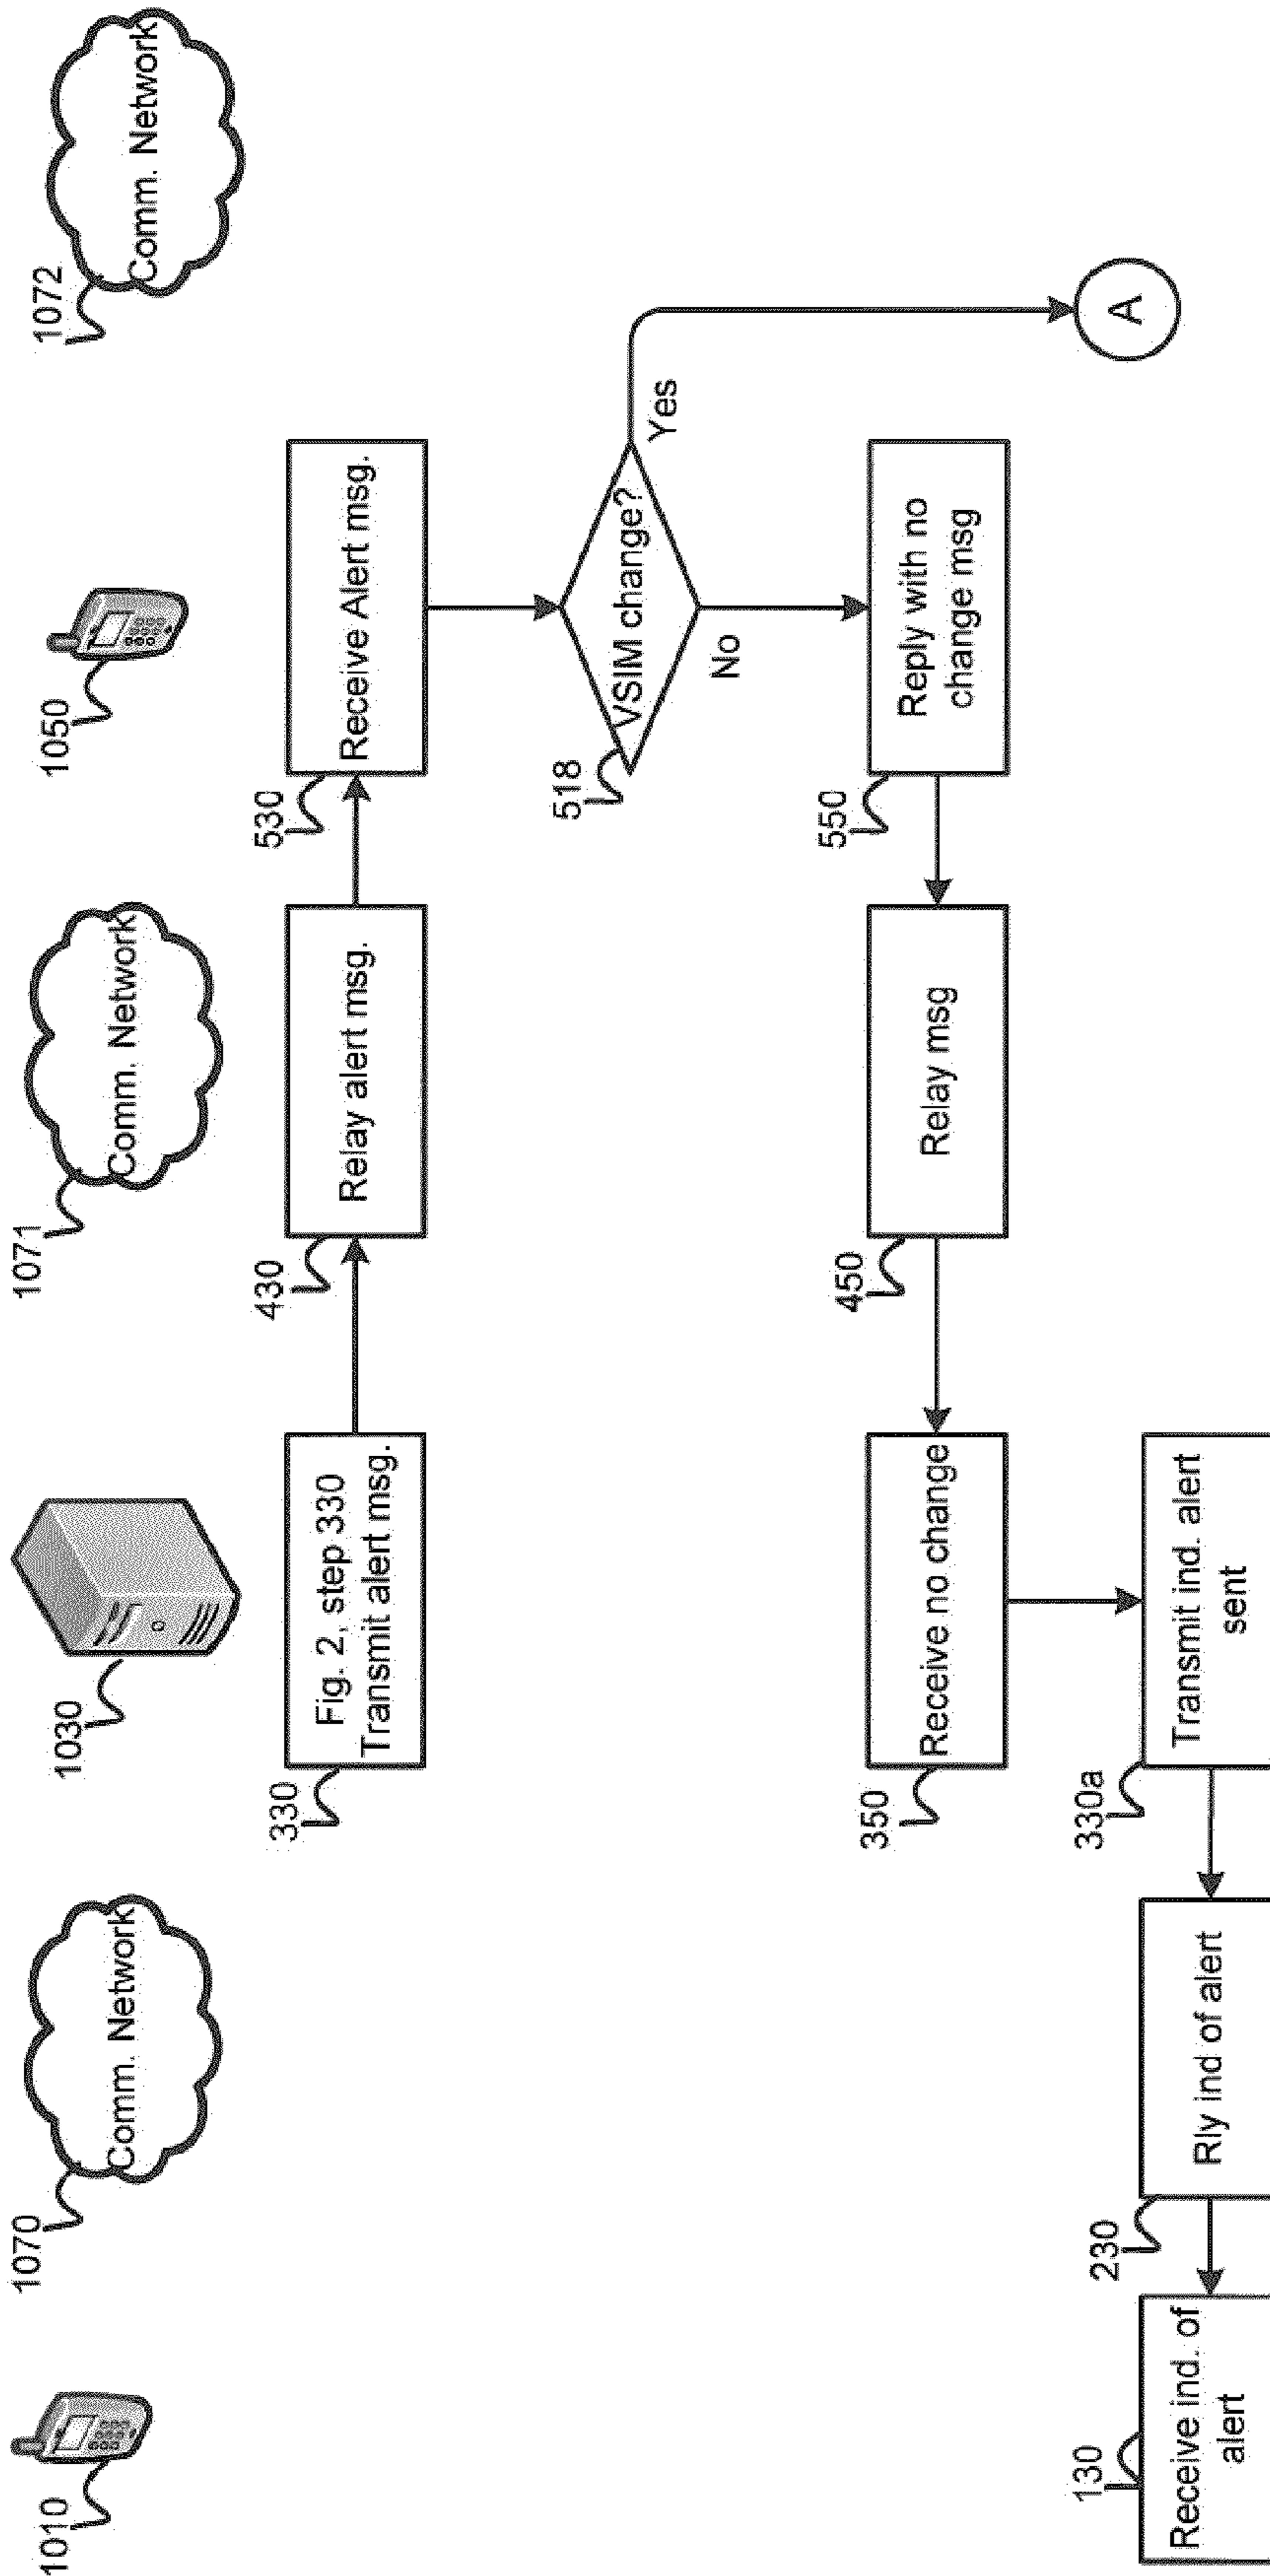 1010
1070
1030
1071
1050
1072
Comm. Network
Comm. Network
Comm. Network
330
Fig. 2, step 330
Transmit alert msg.
430
Relay alert msg.
530
Receive Alert msg.
518
VSIM change?
Yes
No
A
350
Receive no change
450
Relay msg
550
Reply with no
change msg
130
Receive ind. of
alert
230
Rly ind of alert
330a
Transmit ind. alert
sent